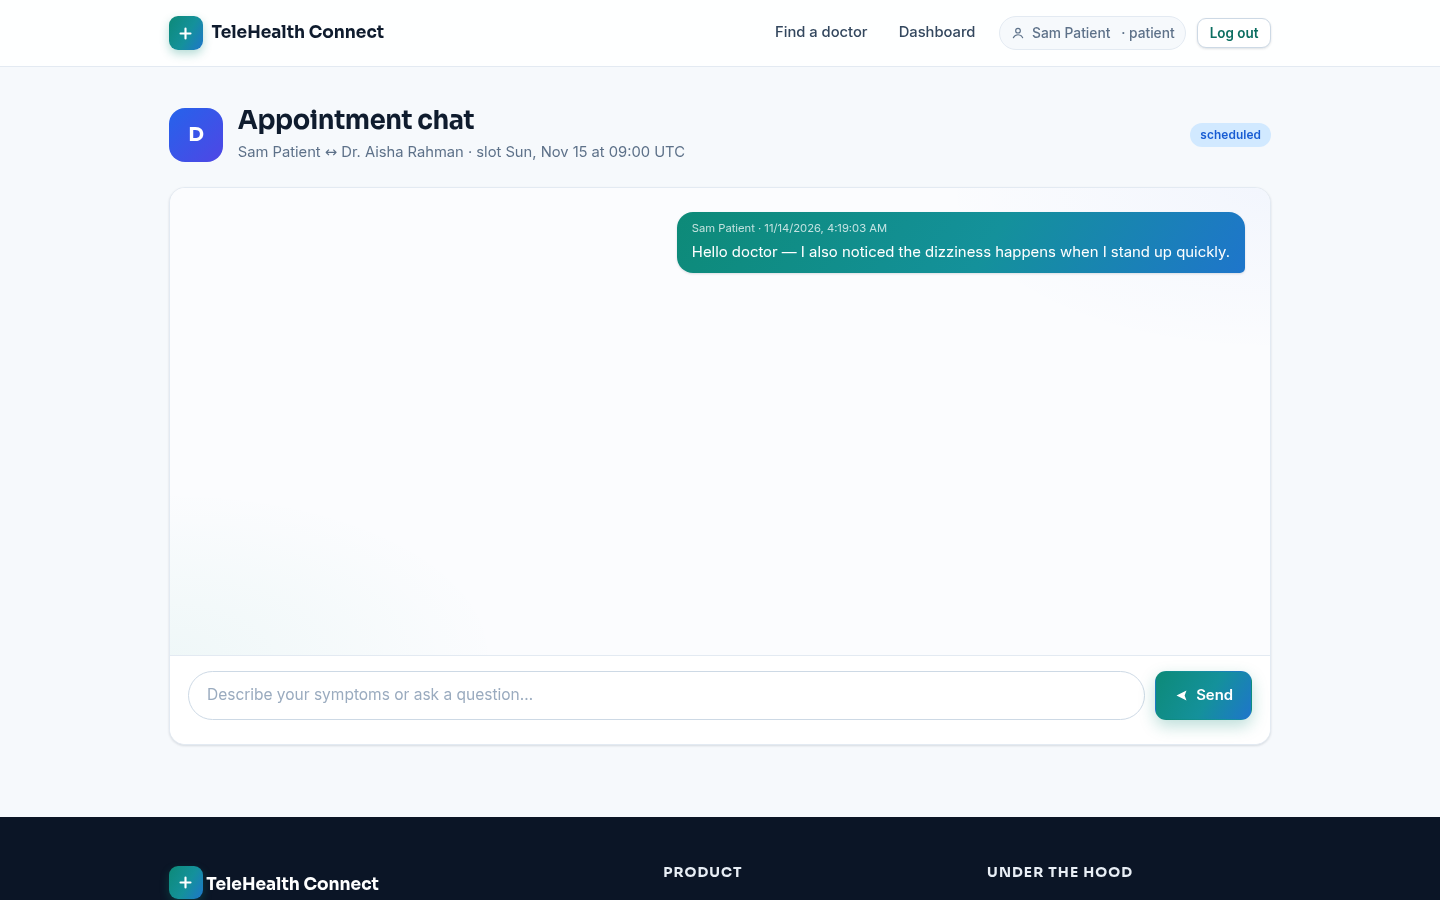 TeleHealth Connect
Find a doctor
Dashboard
Sam Patient · patient
Log out
D
Appointment chat
Sam Patient ↔ Dr. Aisha Rahman · slot Sun, Nov 15 at 09:00 UTC
scheduled
Sam Patient · 11/14/2026, 4:19:03 AM
Hello doctor — I also noticed the dizziness happens when I stand up quickly.
Describe your symptoms or ask a question...
Send
TeleHealth Connect
PRODUCT
UNDER THE HOOD